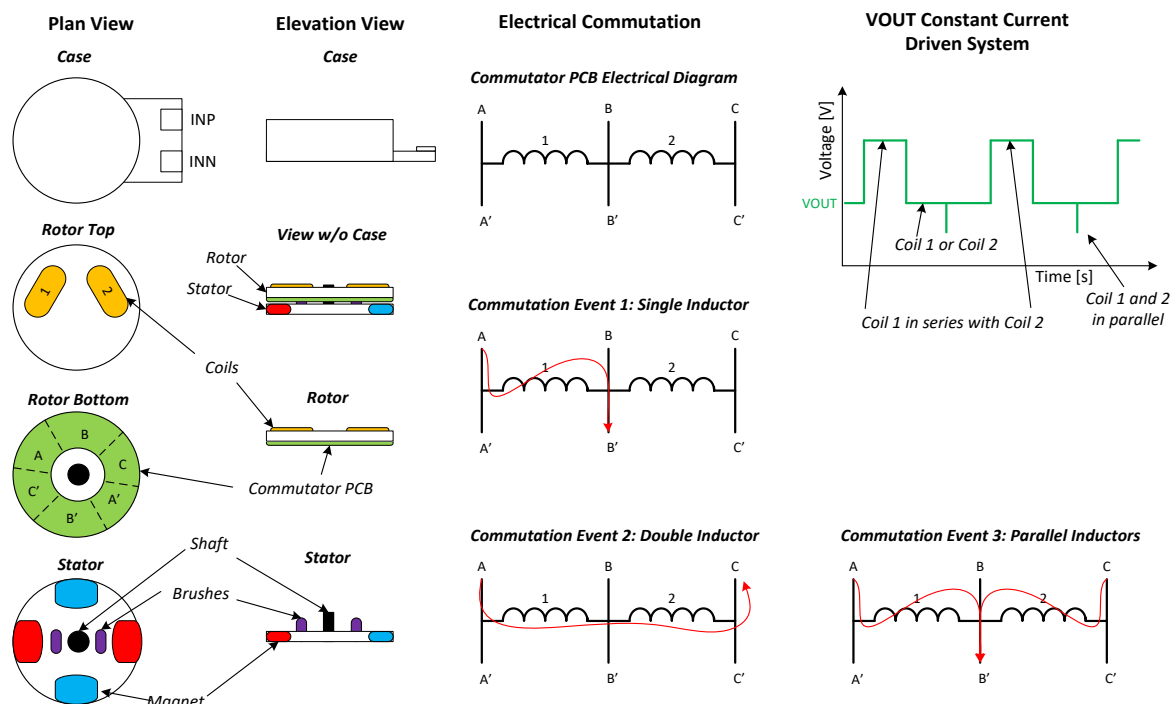 Plan View
Case
INP
INN
Rotor Top
1
2
Coils
Rotor Bottom
A
B
C
C'
B'
A'
Stator
Shaft
Brushes
Magnet
Elevation View
Case
View w/o Case
Rotor
Stator
Rotor
Commutator PCB
Stator
Electrical Commutation
Commutator PCB Electrical Diagram
A
B
C
1
2
A'
B'
C'
Commutation Event 1: Single Inductor
A
B
C
1
2
A'
B'
C'
Commutation Event 2: Double Inductor
A
B
C
1
2
A'
B'
C'
VOUT Constant Current
Driven System
Voltage [V]
VOUT
Coil 1 or Coil 2
Time [s]
Coil 1 in series with Coil 2
Coil 1 and 2
in parallel
Commutation Event 3: Parallel Inductors
A
B
C
1
2
A'
B'
C'